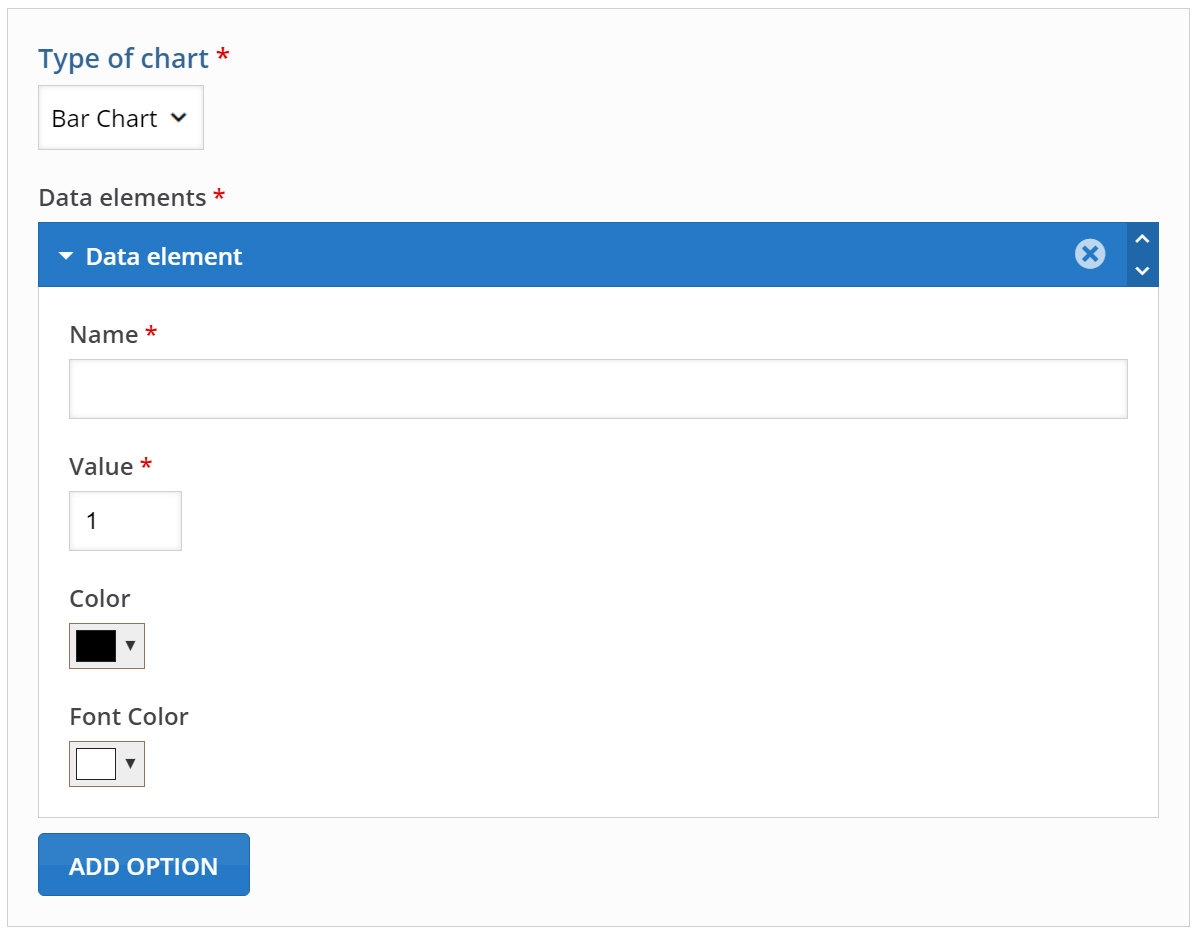 Type of chart *
Bar Chart
Data elements *
Data element
Name *
Value *
1
Color
Font Color
ADD OPTION